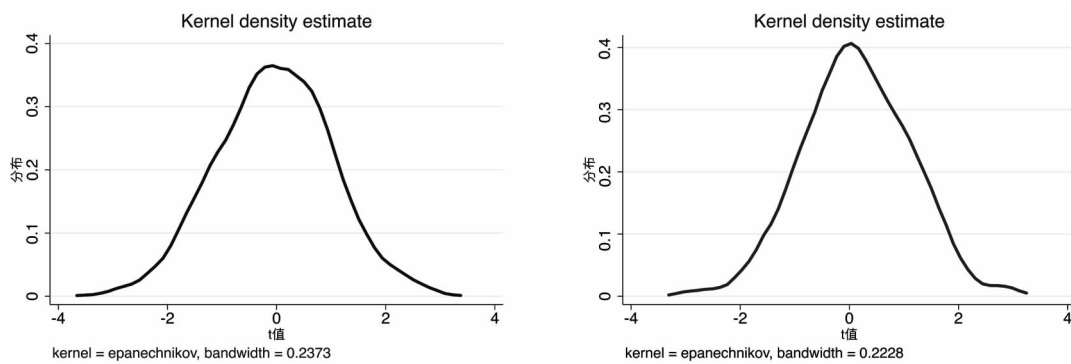 Kernel density estimate
0.4
0.3
0.2
0.1
0
分布
-4
-2
0
2
4
t值
kernel = epanechnikov, bandwidth = 0.2373
Kernel density estimate
0.4
0.3
0.2
0.1
0
分布
-4
-2
0
2
4
t值
kernel = epanechnikov, bandwidth = 0.2228